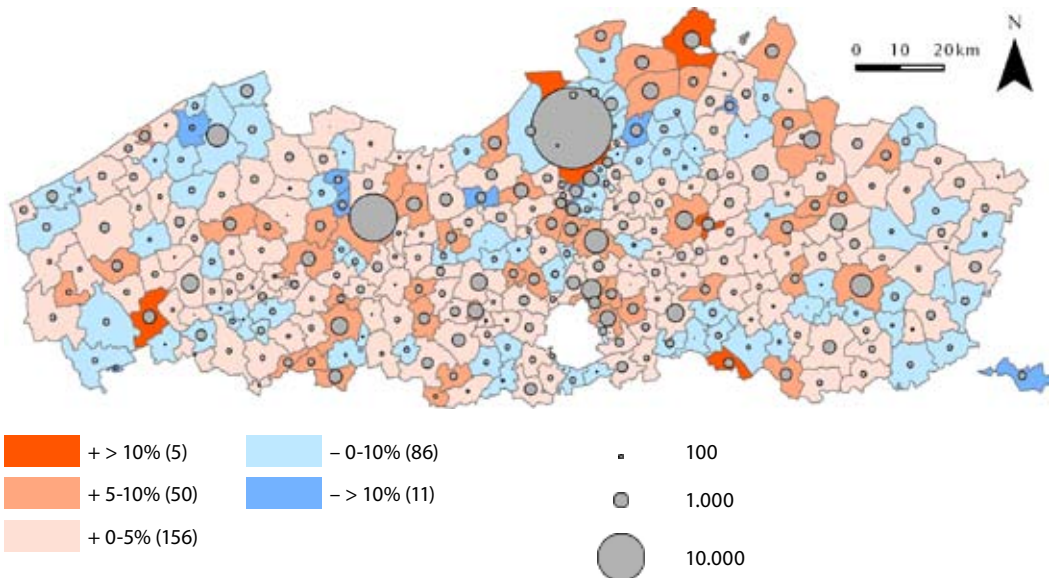 N
0 10 20km
+ > 10% (5)
+ 5-10% (50)
+ 0-5% (156)
– 0-10% (86)
– > 10% (11)
100
1.000
10.000